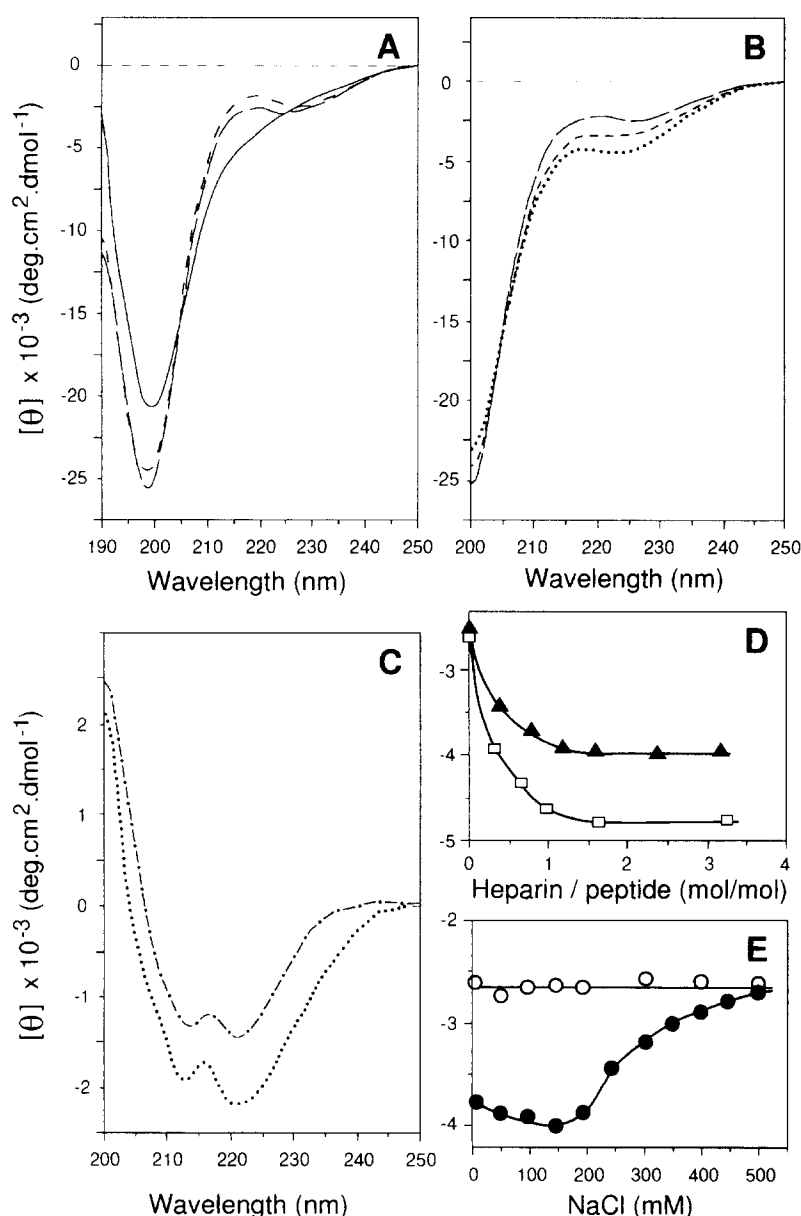 A
0
-5
-10
-15
-20
-25
[θ] x 10⁻³ (deg.cm².dmol⁻¹)
190 200 210 220 230 240 250
Wavelength (nm)
B
0
-5
-10
-15
-20
-25
200 210 220 230 240 250
Wavelength (nm)
C
2
1
0
-1
-2
[θ] x 10⁻³ (deg.cm².dmol⁻¹)
200 210 220 230 240 250
Wavelength (nm)
D
-3
-4
-5
0 1 2 3 4
Heparin / peptide (mol/mol)
E
-2
-3
-4
0 100 200 300 400 500
NaCl (mM)